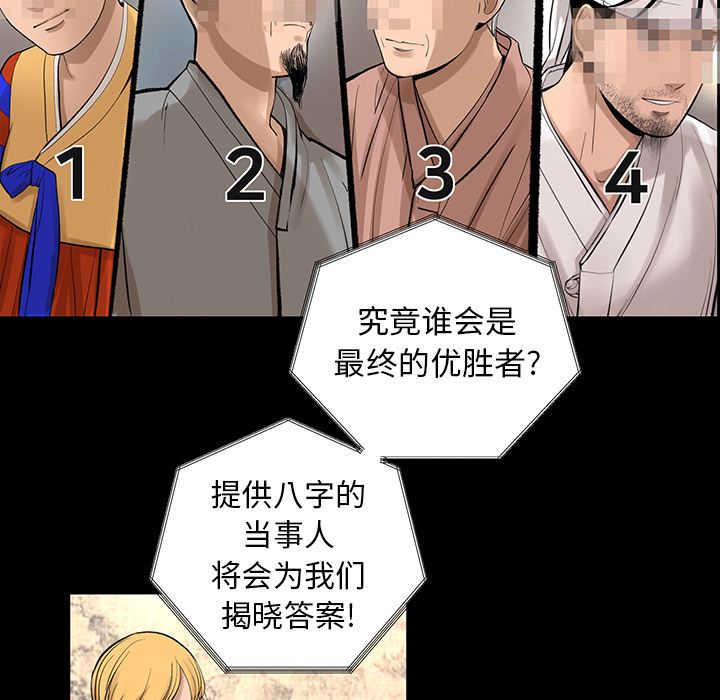 1
2
3
4
究竟谁会是
最终的优胜者?
提供八字的
当事人
将会为我们
揭晓答案!